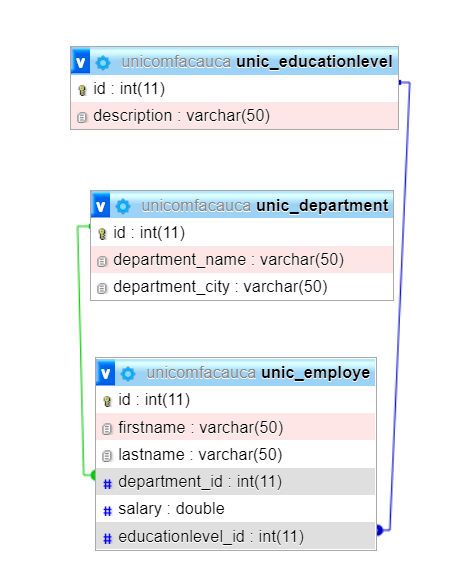 v unicomfacauca unic_educationlevel
id : int(11)
description : varchar(50)
v unicomfacauca unic_department
id : int(11)
department_name : varchar(50)
department_city : varchar(50)
v unicomfacauca unic_employe
id : int(11)
firstname : varchar(50)
lastname : varchar(50)
# department_id : int(11)
# salary : double
# educationlevel_id : int(11)